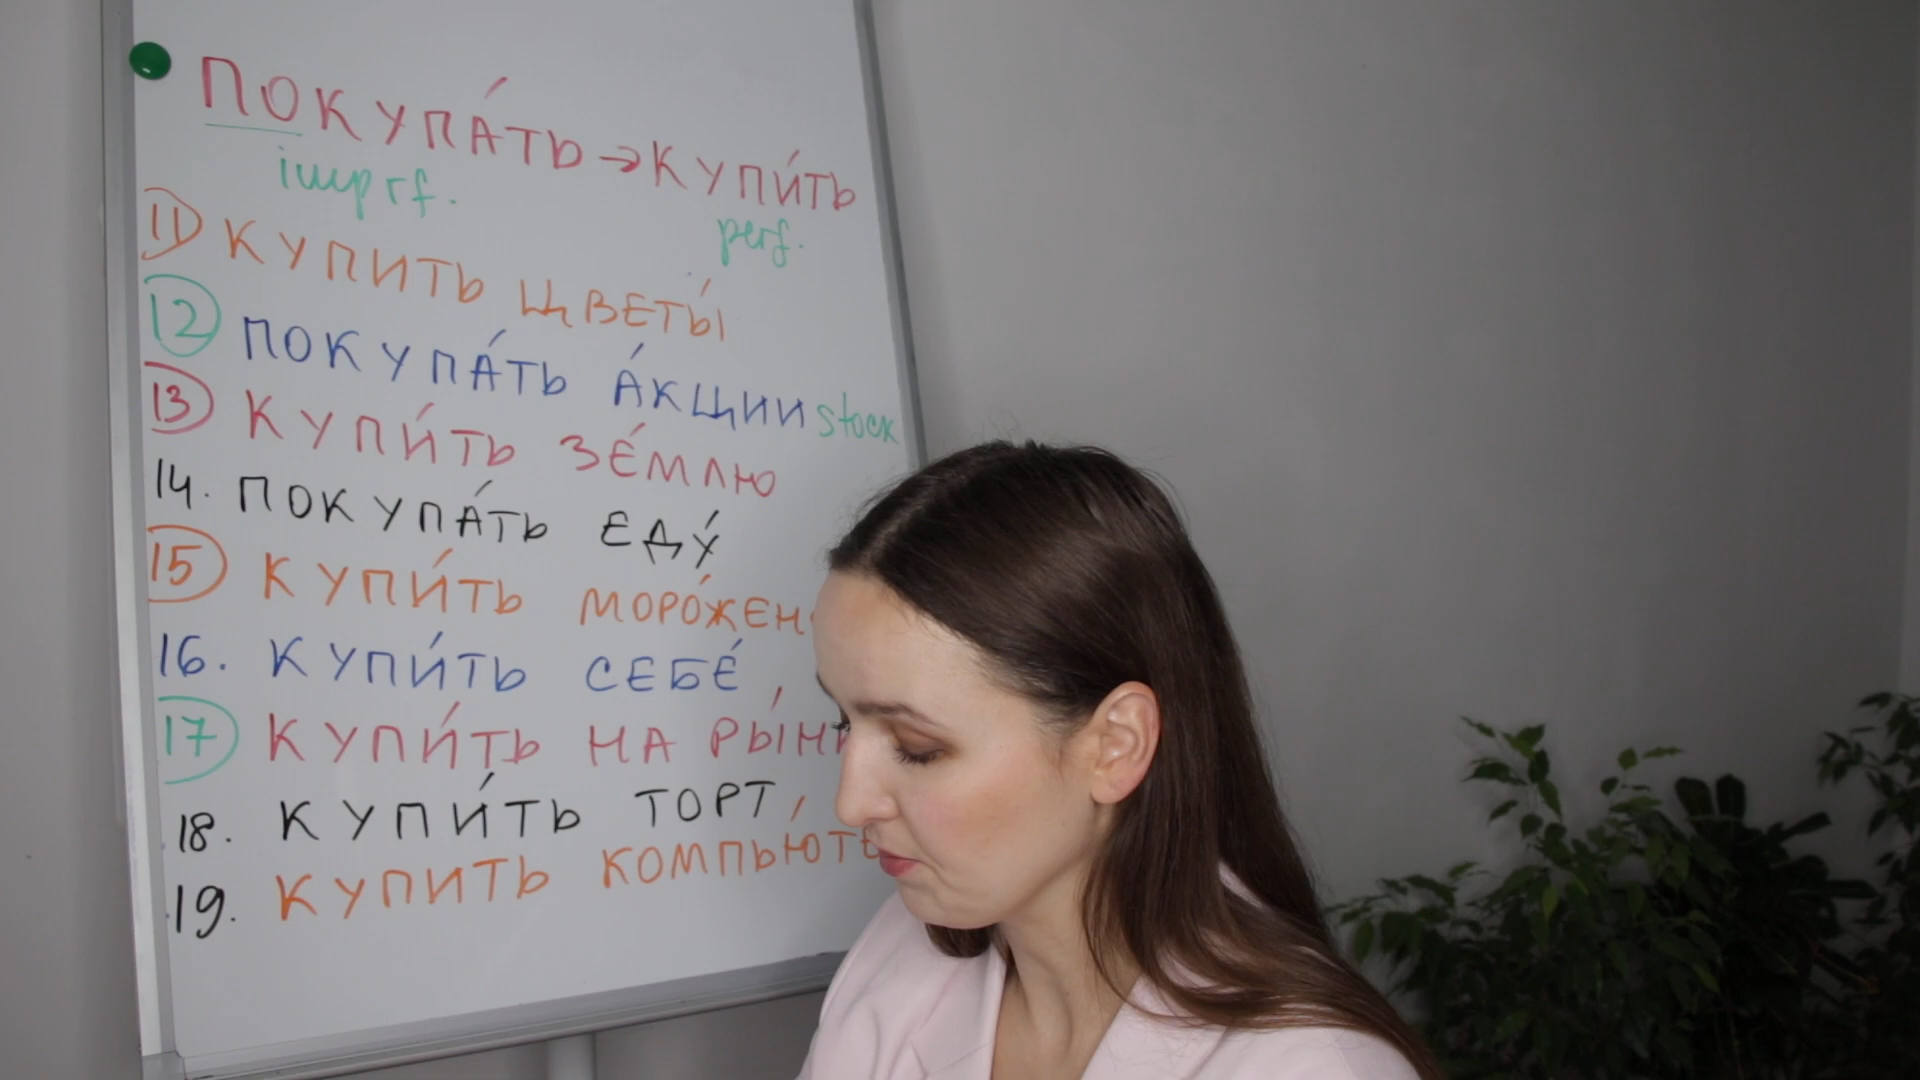 ПОКУПА́ТЬ → КУПИ́ТЬ
imprf. perf.
11) КУПИТЬ ЦВЕТЫ́
12 ПОКУПА́ТЬ А́КЦИИ stock
13 КУПИ́ТЬ ЗЕ́МЛЮ
14. ПОКУПА́ТЬ ЕДУ́
15 КУПИ́ТЬ
16. КУПИ́ТЬ СЕБЕ́
17 КУПИ́ТЬ НА
18. КУПИ́ТЬ ТОРТ
19. КУПИТЬ